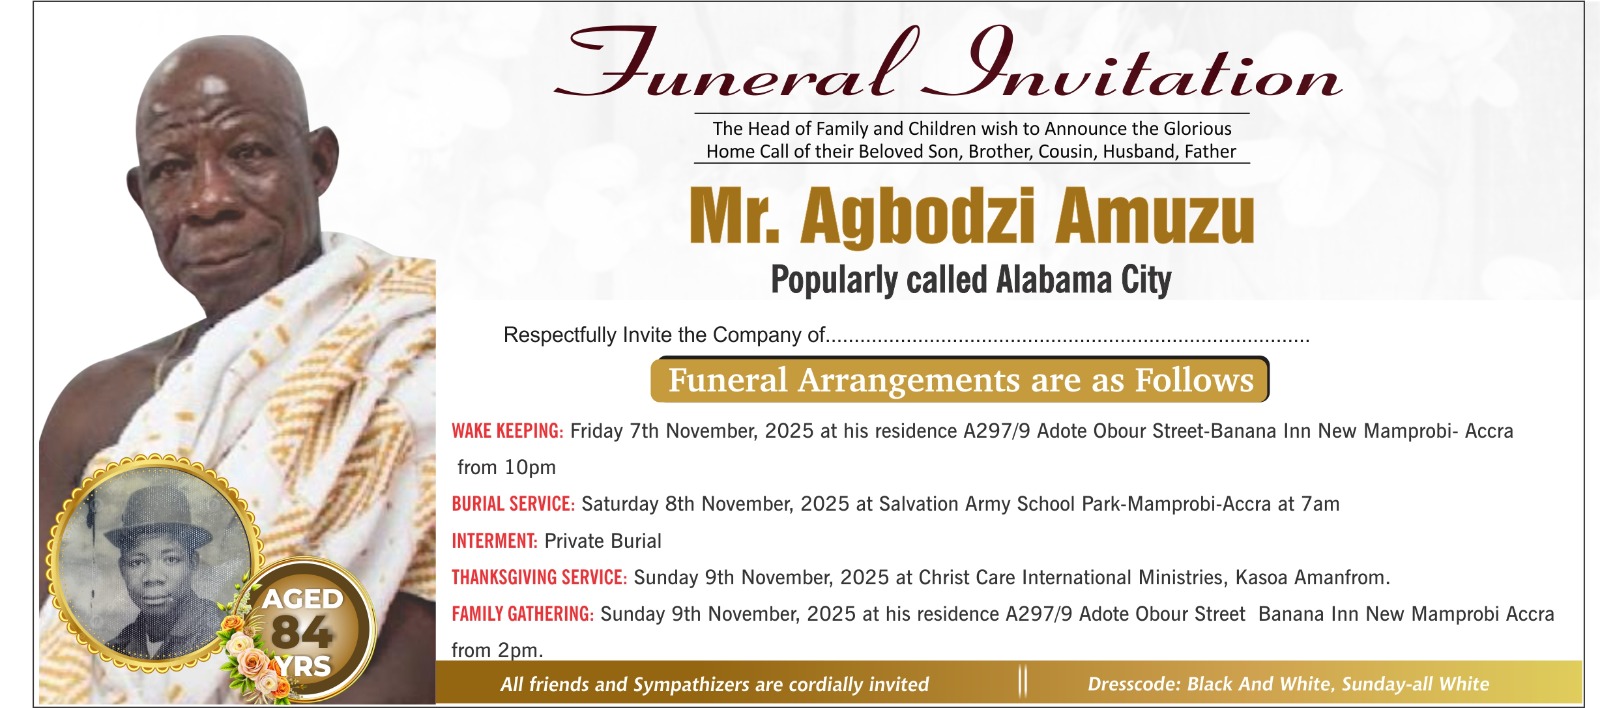 Funeral Invitation
The Head of Family and Children wish to Announce the Glorious
Home Call of their Beloved Son, Brother, Cousin, Husband, Father
Mr. Agbodzi Amuzu
Popularly called Alabama City
Respectfully Invite the Company of...................................................................................
Funeral Arrangements are as Follows
WAKE KEEPING: Friday 7th November, 2025 at his residence A297/9 Adote Obour Street-Banana Inn New Mamprobi- Accra
from 10pm
BURIAL SERVICE: Saturday 8th November, 2025 at Salvation Army School Park-Mamprobi-Accra at 7am
INTERMENT: Private Burial
THANKSGIVING SERVICE: Sunday 9th November, 2025 at Christ Care International Ministries, Kasoa Amanfrom.
FAMILY GATHERING: Sunday 9th November, 2025 at his residence A297/9 Adote Obour Street  Banana Inn New Mamprobi Accra
from 2pm.
AGED
84
YRS
All friends and Sympathizers are cordially invited
Dresscode: Black And White, Sunday-all White